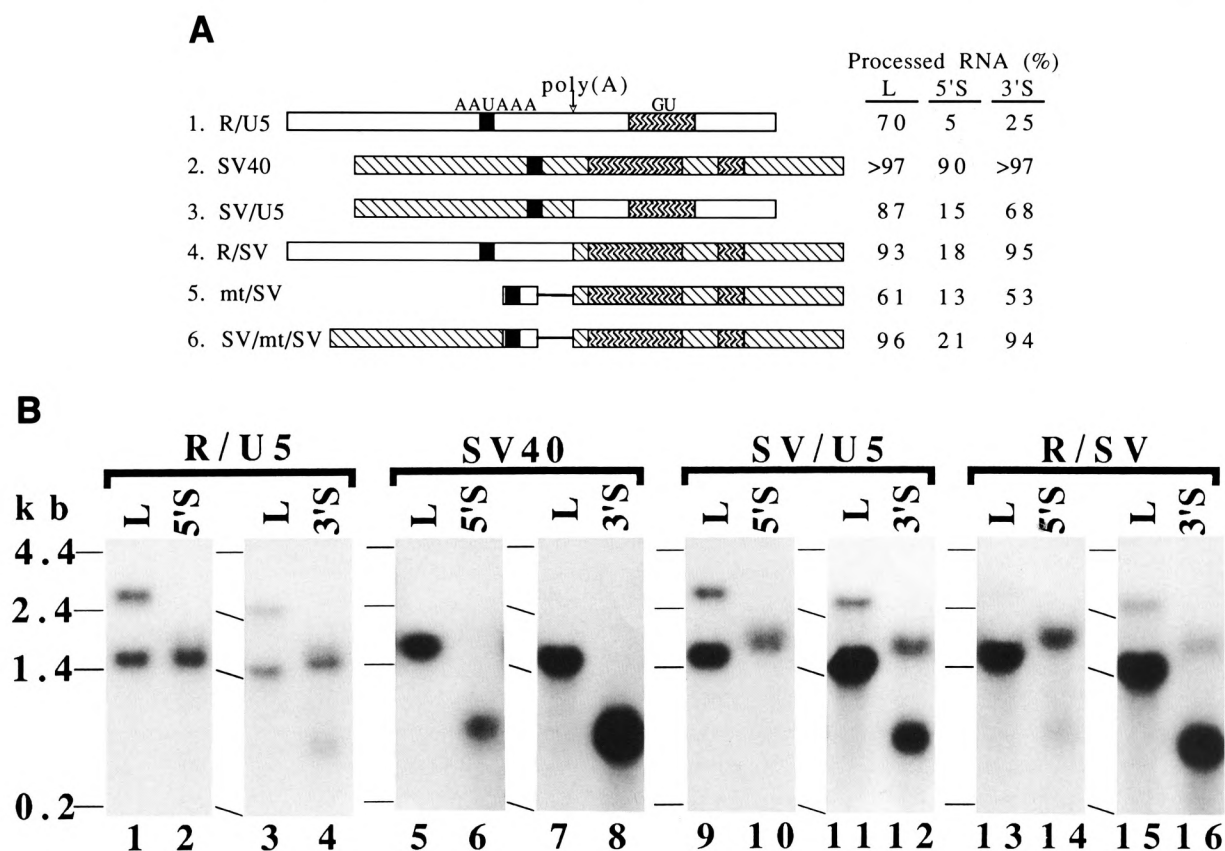 A
Processed RNA (%)
poly(A)
L 5'S 3'S
AAUAAA GU
1. R/U5 70 5 25
2. SV40 >97 90 >97
3. SV/U5 87 15 68
4. R/SV 93 18 95
5. mt/SV 61 13 53
6. SV/mt/SV 96 21 94
B
R/U5 SV40 SV/U5 R/SV
kb L 5'S L 3'S L 5'S L 3'S L 5'S L 3'S L 5'S L 3'S
4.4
2.4
1.4
0.2
1 2 3 4 5 6 7 8 9 10 11 12 13 14 15 16